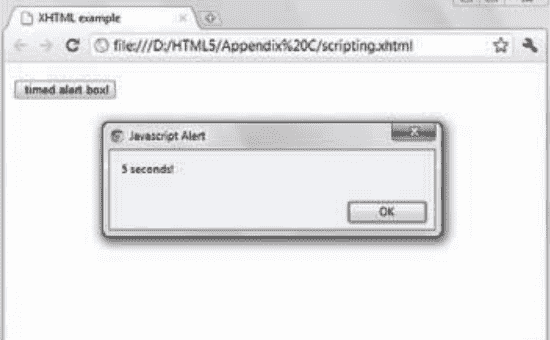 XHTML example
file:///D:/HTML5/Appendix%20C/scripting.xhtml
timed alert box!
Javascript Alert
5 seconds!
OK